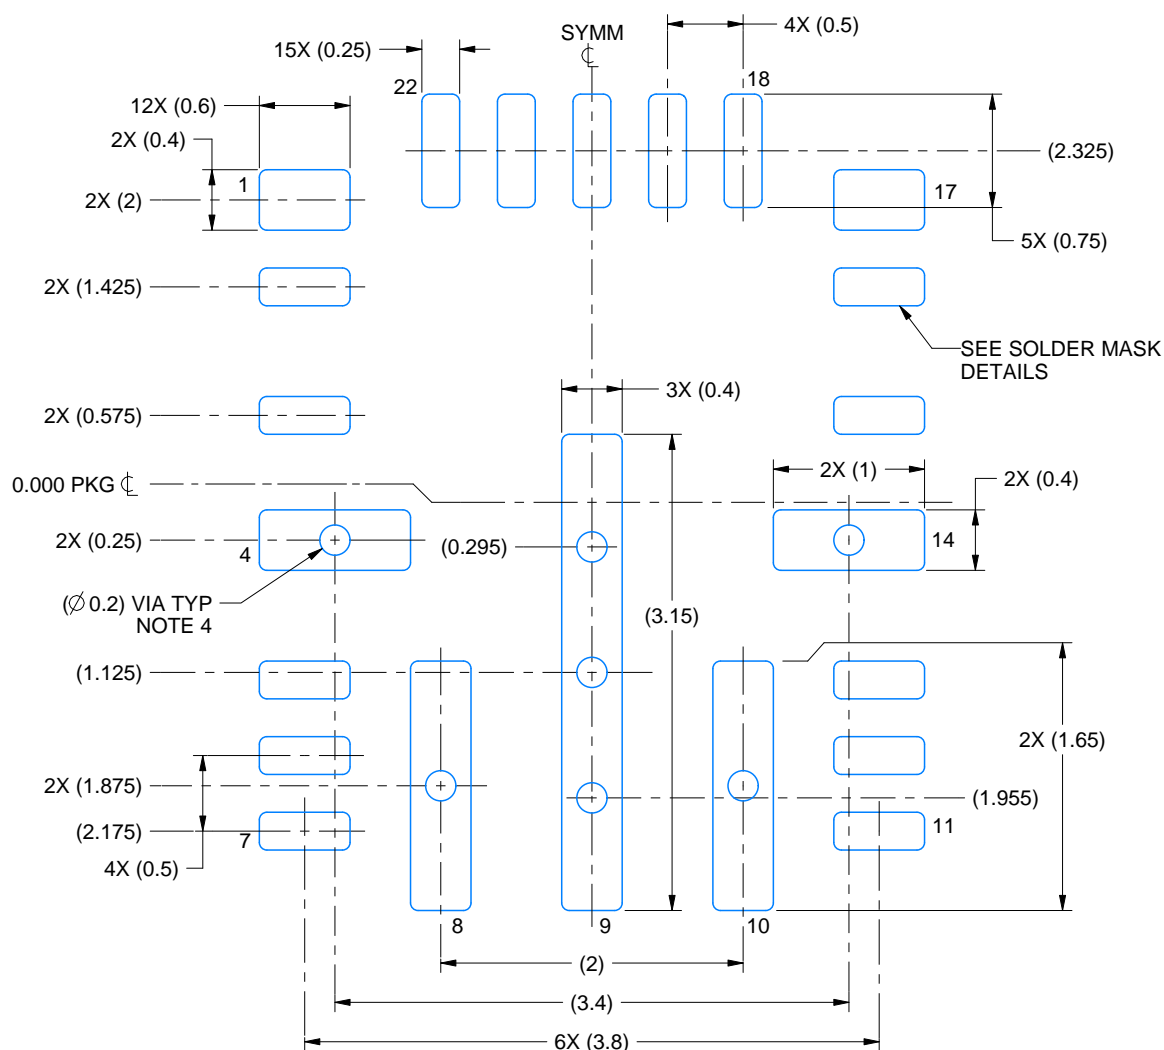 SYMM
℄
4X (0.5)
15X (0.25)
22
18
12X (0.6)
2X (0.4)
(2.325)
1
17
2X (2)
5X (0.75)
2X (1.425)
SEE SOLDER MASK
DETAILS
3X (0.4)
2X (0.575)
2X (1)
2X (0.4)
0.000 PKG ℄
2X (0.25)
4
(0.295)
14
(∅ 0.2) VIA TYP
NOTE 4
(3.15)
(1.125)
2X (1.65)
2X (1.875)
(1.955)
(2.175)
7
11
4X (0.5)
8
9
10
(2)
(3.4)
6X (3.8)